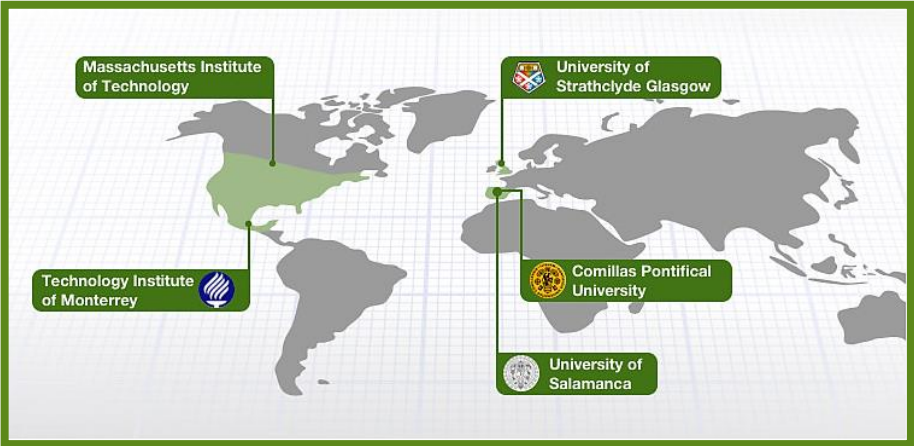 Massachusetts Institute
of Technology
University of
Strathclyde Glasgow
Technology Institute
of Monterrey
Comillas Pontifical
University
University of
Salamanca